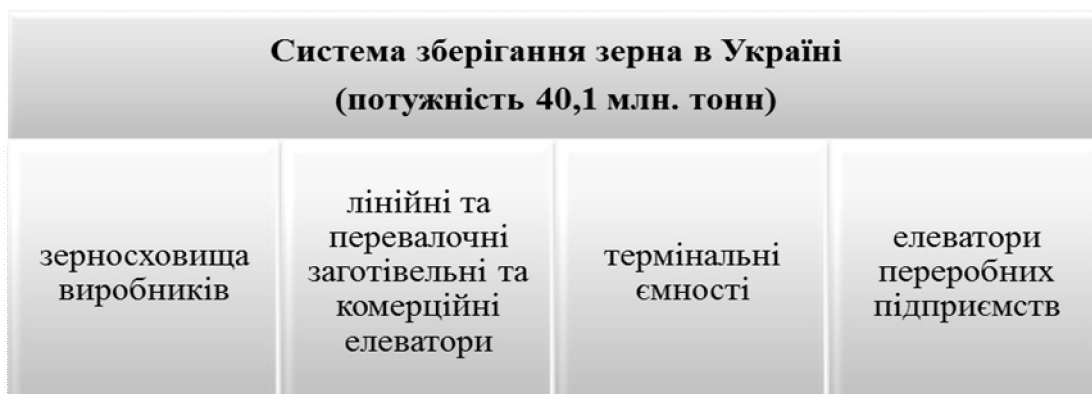 Система зберігання зерна в Україні
(потужність 40,1 млн. тонн)
зерносховища
виробників
лінійні та
перевалочні
заготівельні та
комерційні
елеватори
термінальні
ємності
елеватори
переробних
підприємств